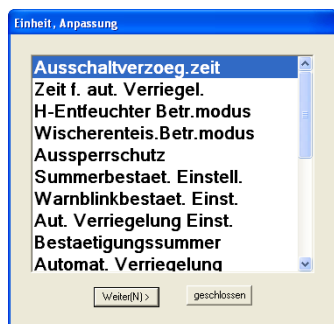 Einheit, Anpassung
Ausschaltverzoeg.zeit
Zeit f. aut. Verriegel.
H-Entfeuchter Betr.modus
Wischerenteis.Betr.modus
Aussperrschutz
Summerbestaet. Einstell.
Warnblinkbestaet. Einst.
Aut. Verriegelung Einst.
Bestaetigungssummer
Automat. Verriegelung
Weiter(N) >
geschlossen